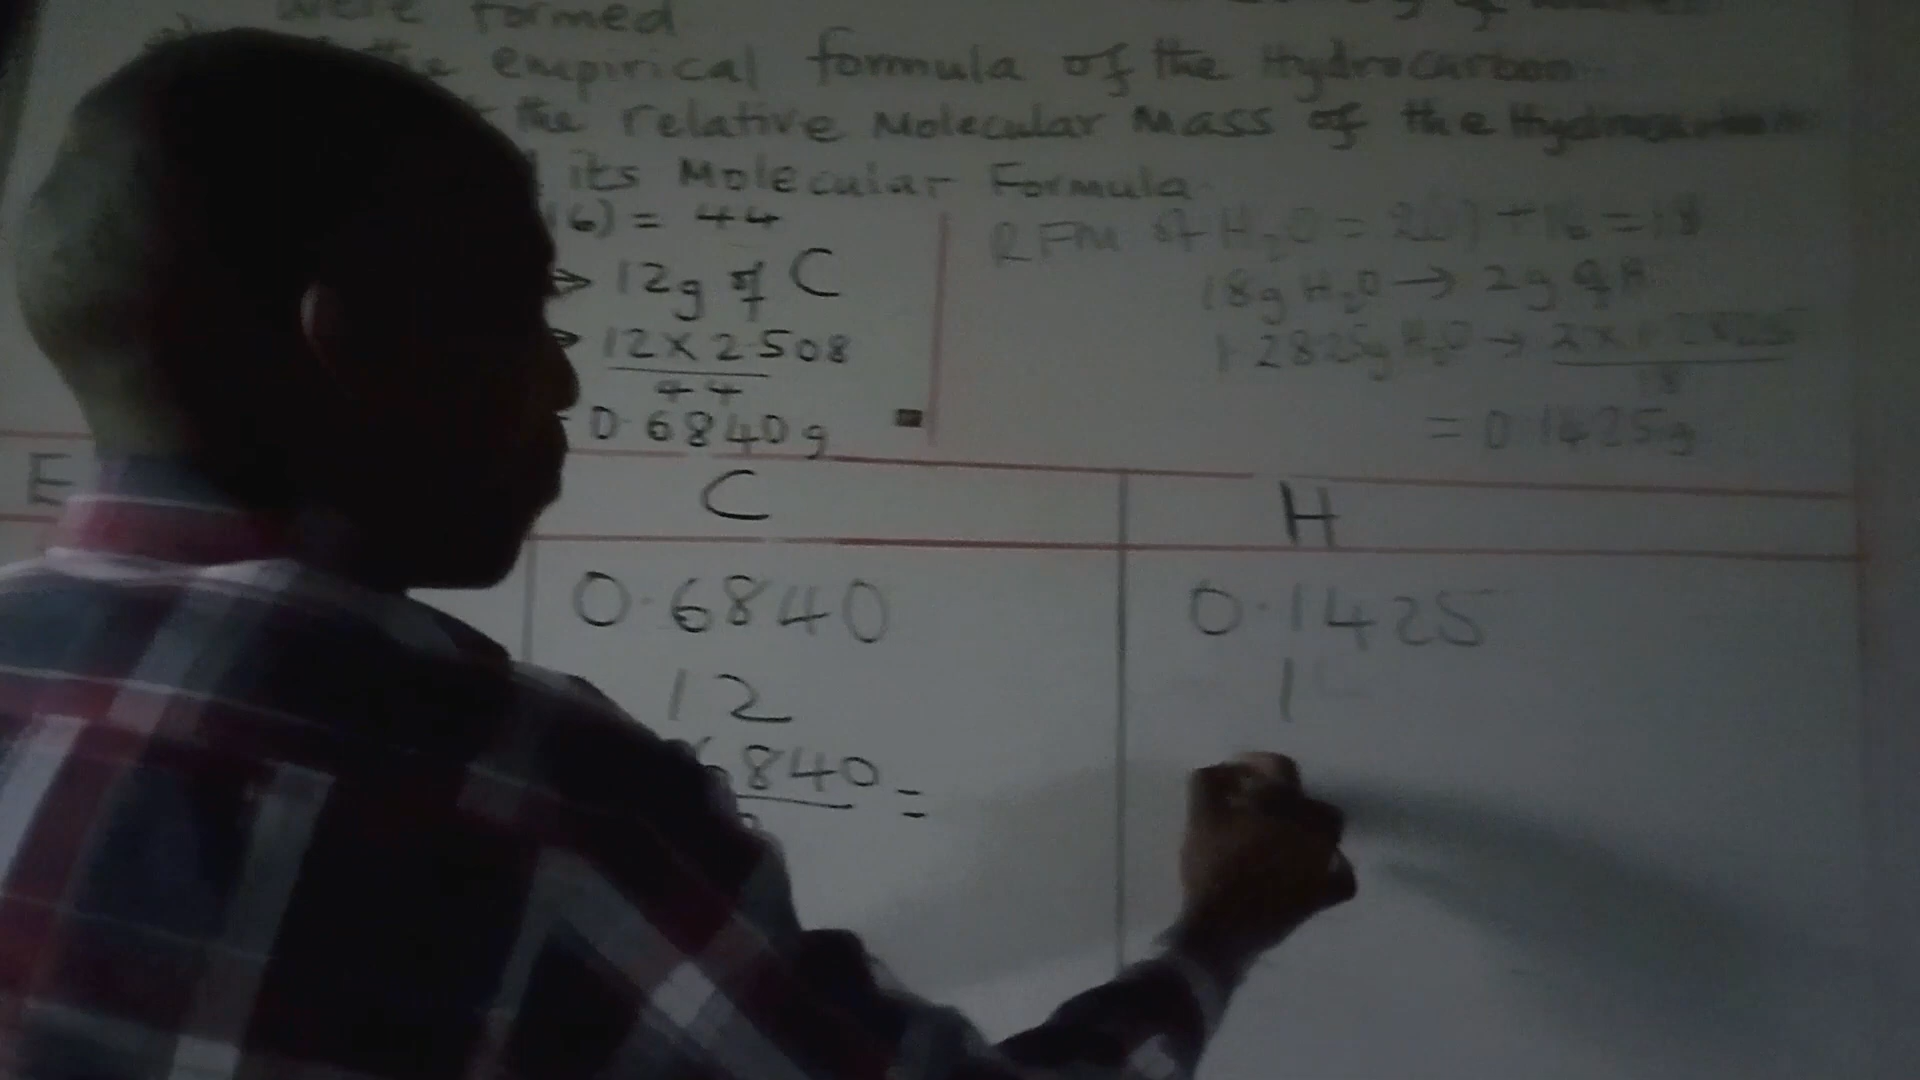 were formed
the empirical formula of the Hydrocarbon
the relative Molecular Mass of the Hydrocarbon
its Molecular Formula
16) = 44
→ 12g of C
→ 12 x 2.508
44
0.6840g
RFM of H2O = 2(1) + 16 = 18
18g H2O → 2g of H
1.2825g H2O → 2 x 1.2825
18
= 0.1425g
E C H
0.6840 0.1425
12 1
6840 =